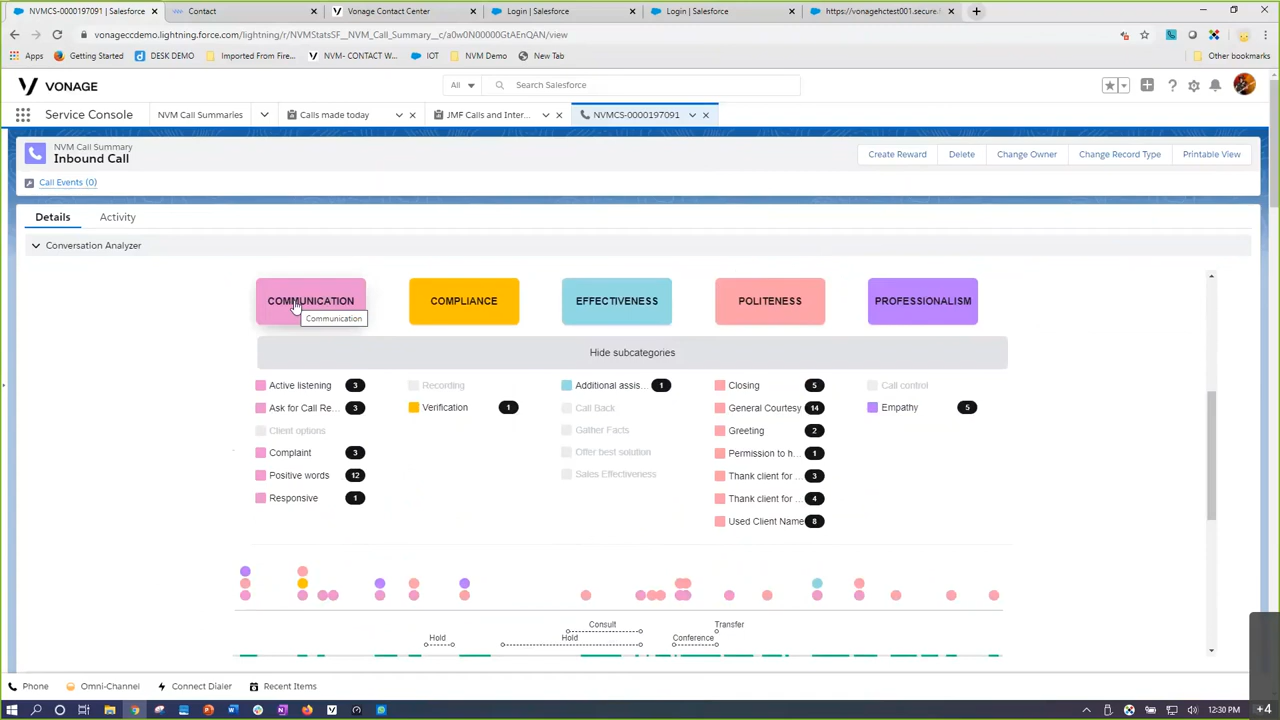 NVMCS-0000197091 | Salesforce
Contact
Vonage Contact Center
Login | Salesforce
Login | Salesforce
https://vonagehctest001.secure.f
vonageccdemo.lightning.force.com/lightning/r/NVMStatsSF__NVM_Call_Summary__c/a0w0N00000GtAEnQAN/view
Apps
Getting Started
DESK DEMO
Imported From Fire...
NVM- CONTACT W...
IOT
NVM Demo
New Tab
Other bookmarks
VONAGE
All
Search Salesforce
Service Console
NVM Call Summaries
Calls made today
JMF Calls and Inter...
NVMCS-0000197091
NVM Call Summary
Inbound Call
Create Reward
Delete
Change Owner
Change Record Type
Printable View
Call Events (0)
Details
Activity
Conversation Analyzer
COMMUNICATION
COMPLIANCE
EFFECTIVENESS
POLITENESS
PROFESSIONALISM
Communication
Hide subcategories
Active listening 3
Recording
Additional assis... 1
Closing 5
Call control
Ask for Call Re... 3
Verification 1
Call Back
General Courtesy 14
Empathy 5
Client options
Gather Facts
Greeting 2
Complaint 3
Offer best solution
Permission to h... 1
Positive words 12
Sales Effectiveness
Thank client for ... 3
Responsive 1
Thank client for ... 4
Used Client Name 8
Consult
Transfer
Hold
Hold
Conference
Phone
Omni-Channel
Connect Dialer
Recent Items
12:30 PM
+4